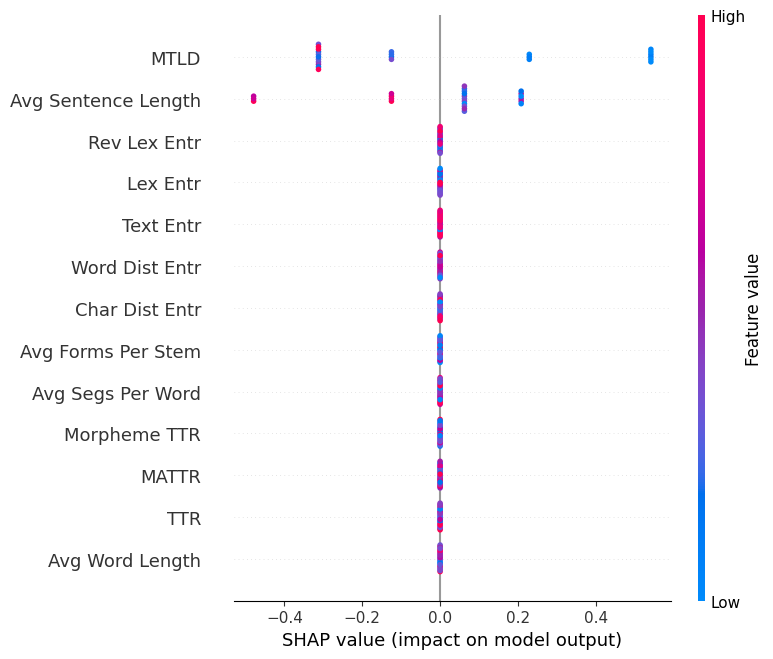 High
MTLD
Avg Sentence Length
Rev Lex Entr
Lex Entr
Text Entr
Word Dist Entr
Char Dist Entr
Avg Forms Per Stem
Avg Segs Per Word
Morpheme TTR
MATTR
TTR
Avg Word Length
Feature value
Low
−0.4 −0.2 0.0 0.2 0.4
SHAP value (impact on model output)